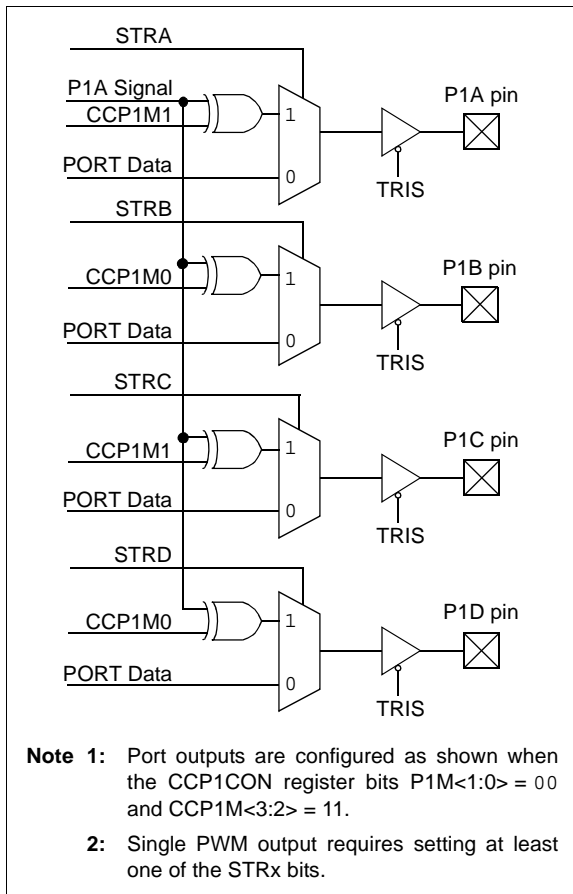 STRA
P1A Signal
CCP1M1
1
P1A pin
PORT Data
0
TRIS
STRB
CCP1M0
1
P1B pin
PORT Data
0
TRIS
STRC
CCP1M1
1
P1C pin
PORT Data
0
TRIS
STRD
CCP1M0
1
P1D pin
PORT Data
0
TRIS
Note 1: Port outputs are configured as shown when
the CCP1CON register bits P1M<1:0> = 00
and CCP1M<3:2> = 11.
2: Single PWM output requires setting at least
one of the STRx bits.